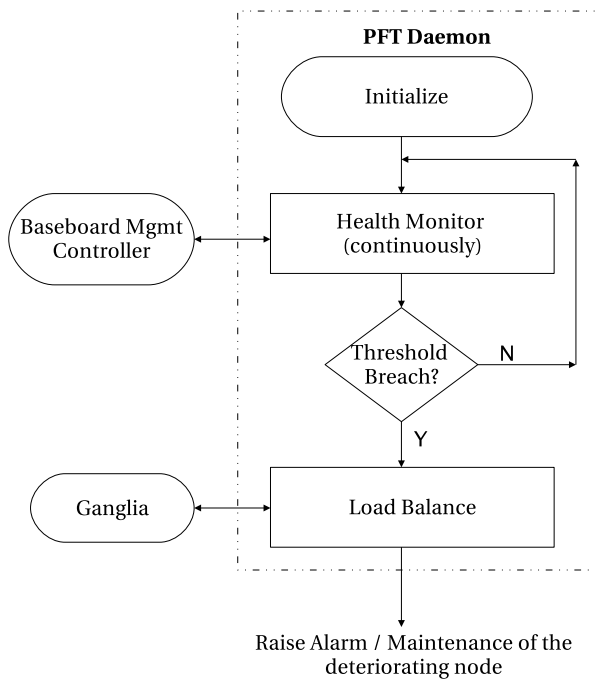 PFT Daemon
Initialize
Baseboard Mgmt
Controller
Health Monitor
(continuously)
Threshold
Breach?
N
Y
Ganglia
Load Balance
Raise Alarm / Maintenance of the
deteriorating node